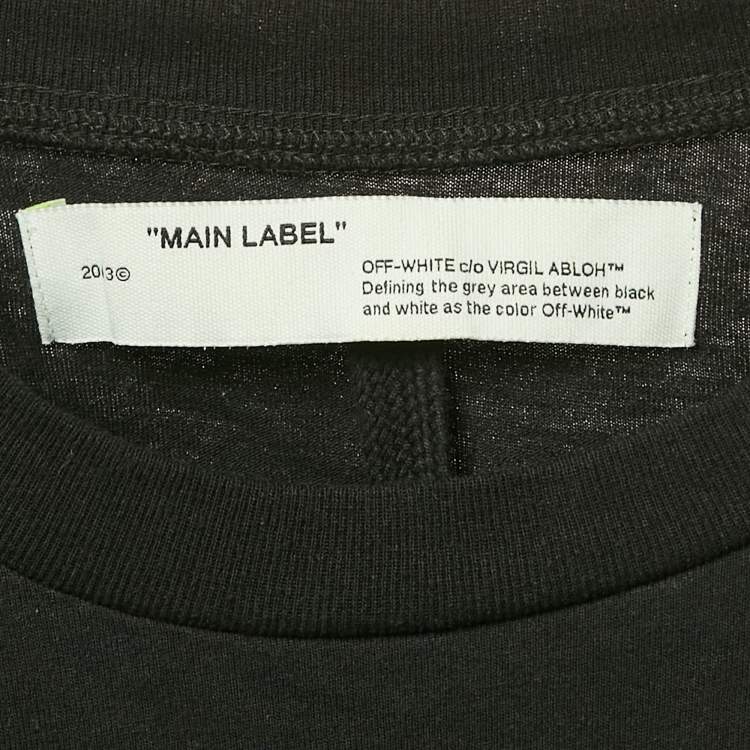 "MAIN LABEL"
2013©
OFF-WHITE c/o VIRGIL ABLOH™
Defining the grey area between black
and white as the color Off-White™